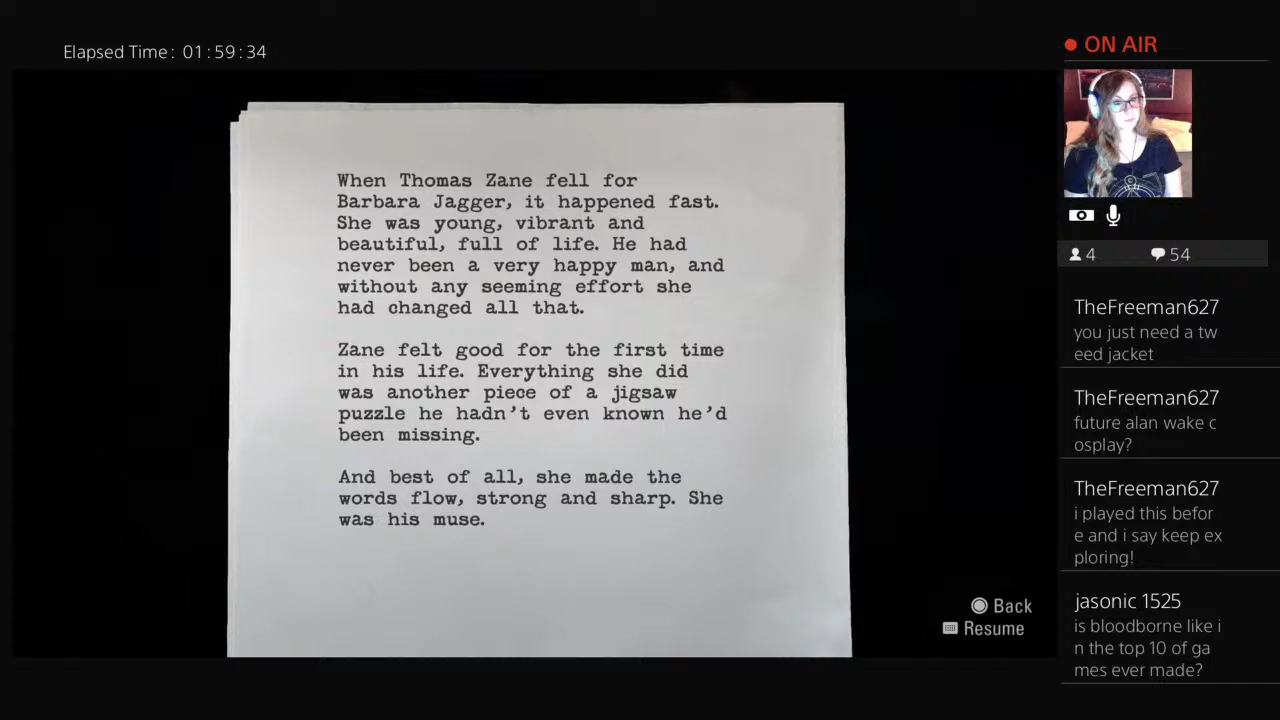 Elapsed Time: 01:59:34
When Thomas Zane fell for
Barbara Jagger, it happened fast.
She was young, vibrant and
beautiful, full of life. He had
never been a very happy man, and
without any seeming effort she
had changed all that.
Zane felt good for the first time
in his life. Everything she did
was another piece of a jigsaw
puzzle he hadn't even known he'd
been missing.
And best of all, she made the
words flow, strong and sharp. She
was his muse.
Back
Resume
ON AIR
4 54
TheFreeman627
you just need a tw
eed jacket
TheFreeman627
future alan wake c
osplay?
TheFreeman627
i played this befor
e and i say keep ex
ploring!
jasonic 1525
is bloodborne like i
n the top 10 of ga
mes ever made?